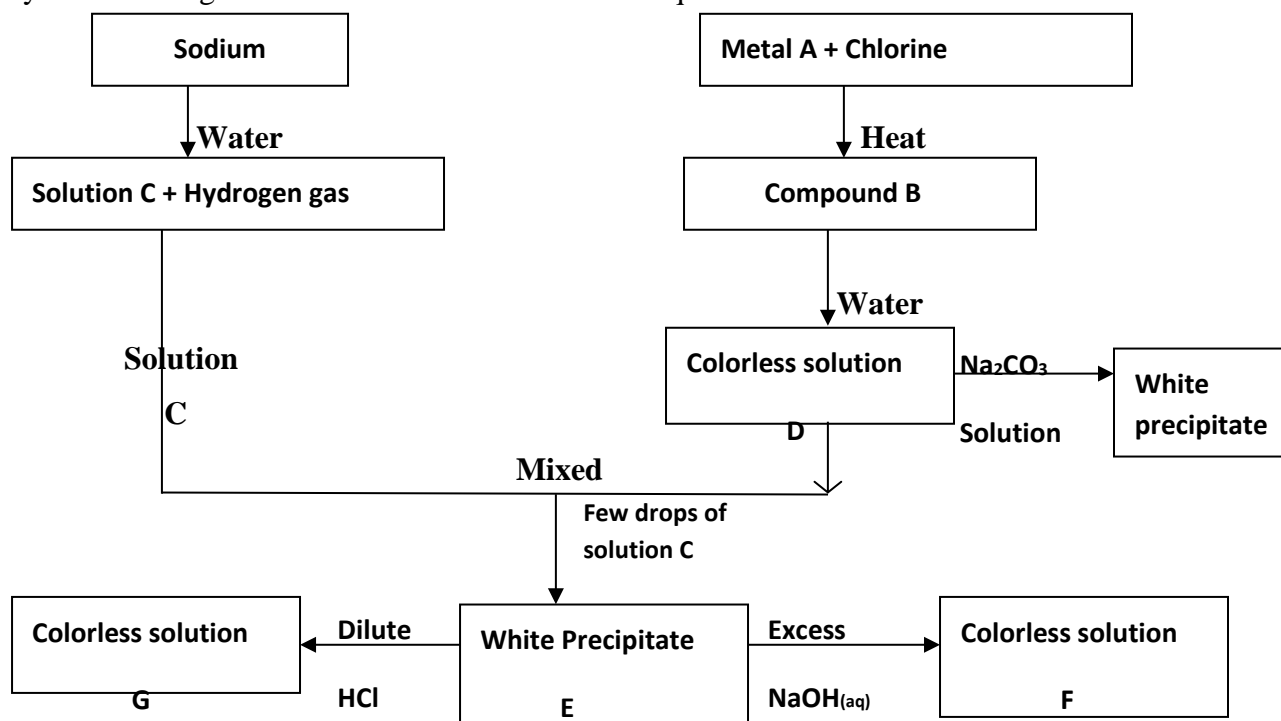 Sodium
Metal A + Chlorine
Water
Heat
Solution C + Hydrogen gas
Compound B
Water
Solution
C
Colorless solution
D
Na₂CO₃
Solution
White
precipitate
Mixed
Few drops of
solution C
Colorless solution
G
Dilute
HCl
White Precipitate
E
Excess
NaOH(aq)
Colorless solution
F